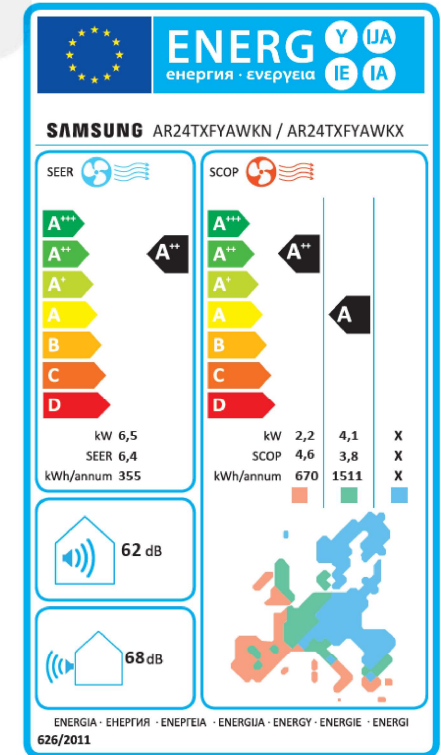 ENERG Y IJA
енергия · ενεργεια IE IA
SAMSUNG AR24TXFYAWKN / AR24TXFYAWKX
SEER
A+++
A++ A++
A+
A
B
C
D
kW 6,5
SEER 6,4
kWh/annum 355
SCOP
A+++
A++ A++
A+
A A
B
C
D
kW 2,2 4,1 X
SCOP 4,6 3,8 X
kWh/annum 670 1511 X
62 dB
68 dB
ENERGIA · ЕНЕРГИЯ · ΕΝΕΡΓΕΙΑ · ENERGIJA · ENERGY · ENERGIE · ENERGI
626/2011